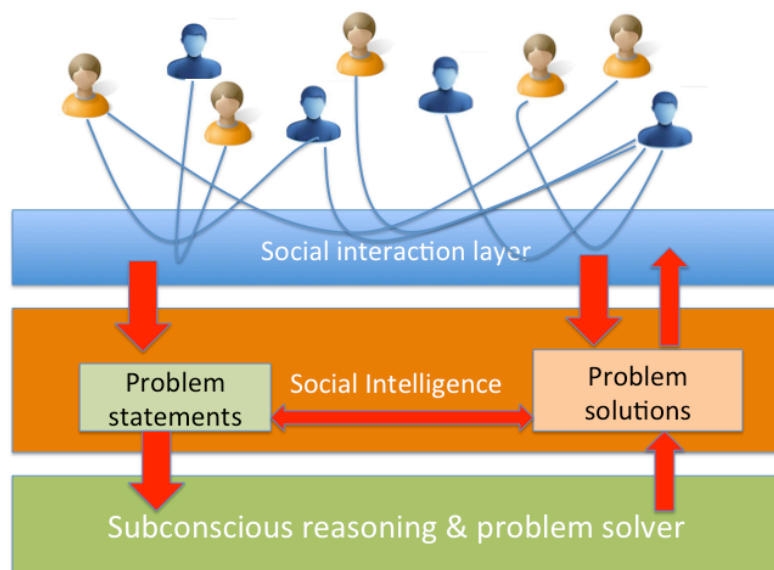 Social interaction layer
Problem
statements
Social Intelligence
Problem
solutions
Subconscious reasoning & problem solver